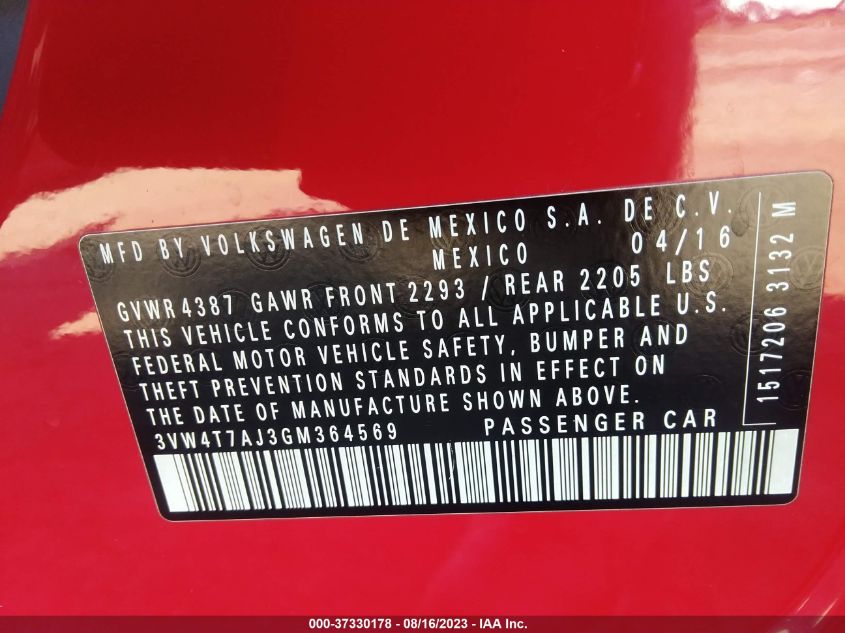 MFD BY VOLKSWAGEN DE MEXICO S.A. DE C.V.
MEXICO 04/16
GVWR 4387 GAWR FRONT 2293 / REAR 2205 LBS
THIS VEHICLE CONFORMS TO ALL APPLICABLE U.S.
FEDERAL MOTOR VEHICLE SAFETY, BUMPER AND
THEFT PREVENTION STANDARDS IN EFFECT ON
THE DATE OF MANUFACTURE SHOWN ABOVE.
3VW4T7AJ3GM364569 PASSENGER CAR
1517206 3132 M
000-37330178 - 08/16/2023 - IAA Inc.